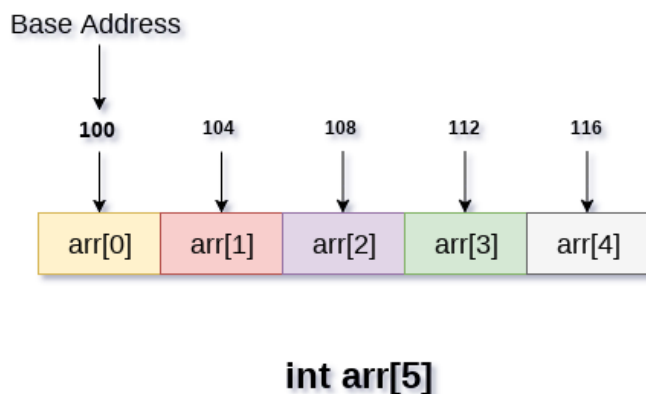 Base Address
100 104 108 112 116
arr[0] arr[1] arr[2] arr[3] arr[4]
int arr[5]